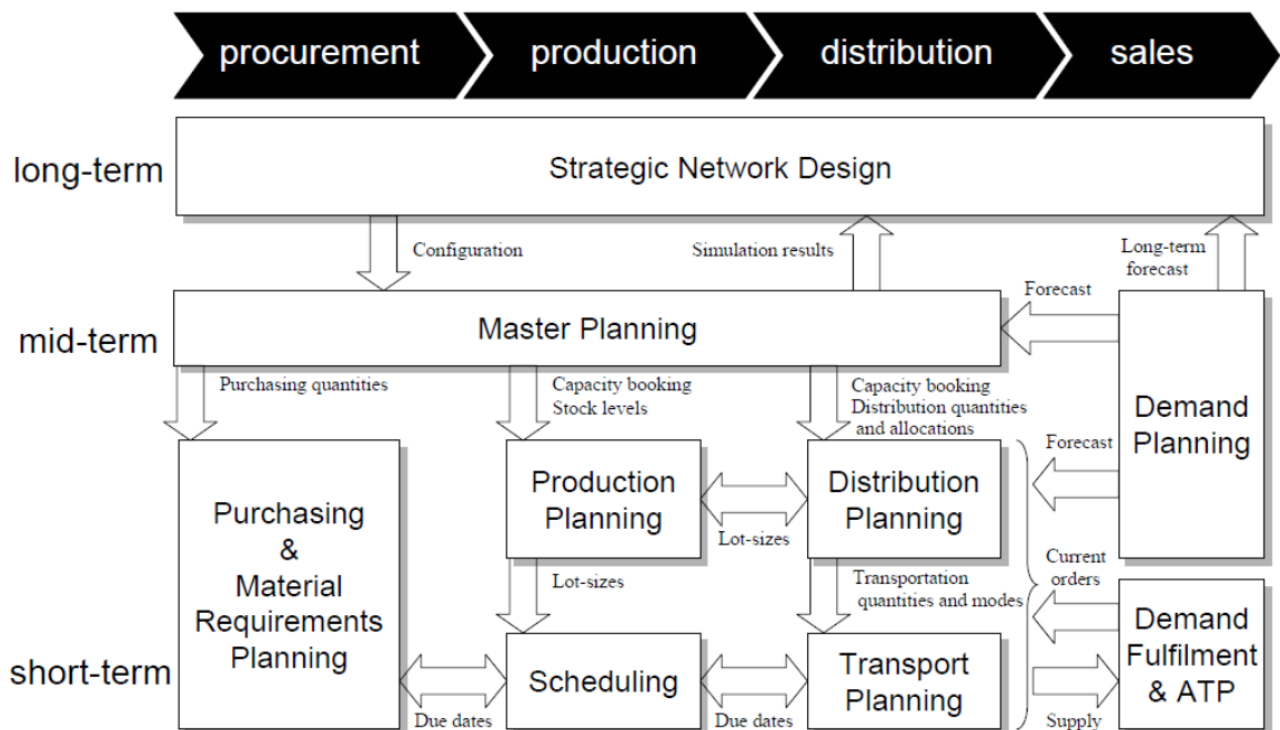 procurement
production
distribution
sales
long-term
Strategic Network Design
Configuration
Simulation results
Long-term
forecast
Forecast
mid-term
Master Planning
Purchasing quantities
Capacity booking
Stock levels
Capacity booking
Distribution quantities
and allocations
Demand
Planning
Forecast
Purchasing
&
Material
Requirements
Planning
Production
Planning
Lot-sizes
Distribution
Planning
Lot-sizes
Transportation
quantities and modes
Current
orders
short-term
Due dates
Scheduling
Due dates
Transport
Planning
Supply
Demand
Fulfilment
& ATP